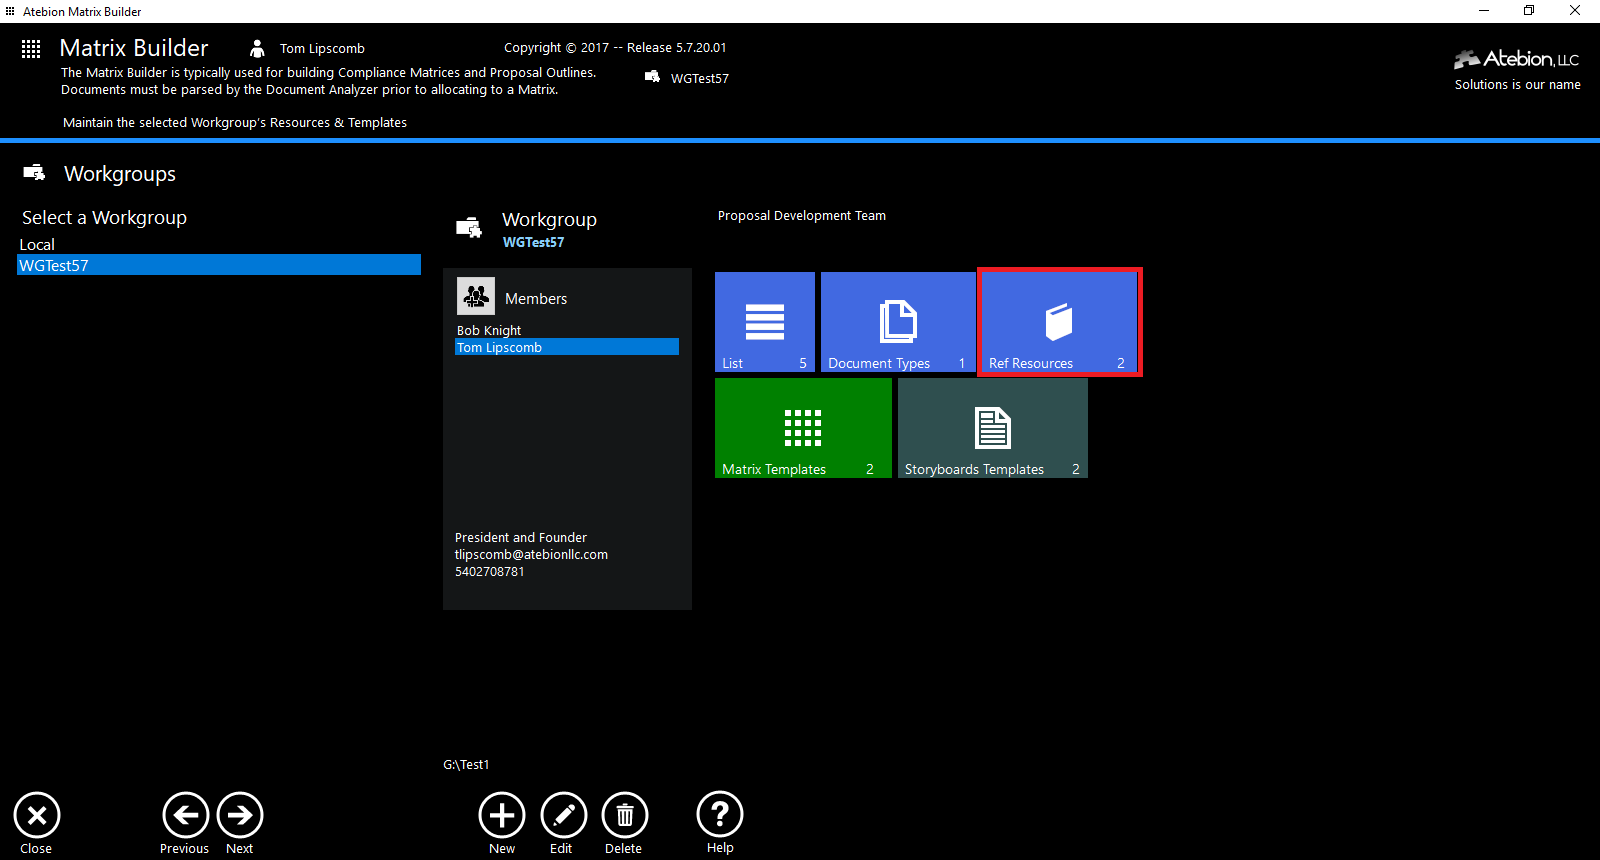 Atebion Matrix Builder
Matrix Builder
Tom Lipscomb
Copyright © 2017 -- Release 5.7.20.01
The Matrix Builder is typically used for building Compliance Matrices and Proposal Outlines.
Documents must be parsed by the Document Analyzer prior to allocating to a Matrix.
WGTest57
Atebion, LLC
Solutions is our name
Maintain the selected Workgroup's Resources & Templates
Workgroups
Select a Workgroup
Local
WGTest57
Workgroup
WGTest57
Proposal Development Team
Members
Bob Knight
Tom Lipscomb
President and Founder
tlipscomb@atebionllc.com
5402708781
List 5
Document Types 1
Ref Resources 2
Matrix Templates 2
Storyboards Templates 2
G:\Test1
Close
Previous
Next
New
Edit
Delete
?
Help